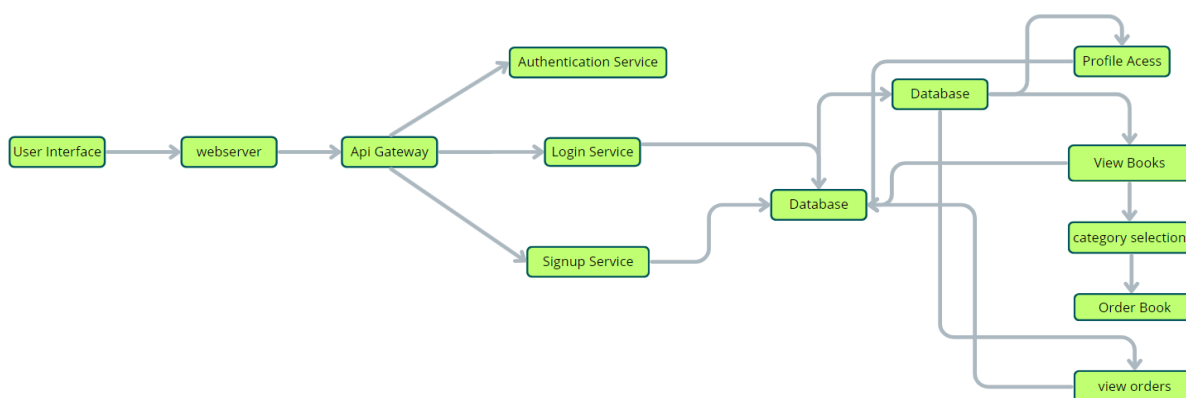 User Interface
webserver
Api Gateway
Authentication Service
Login Service
Signup Service
Database
Database
Profile Acess
View Books
category selection
Order Book
view orders